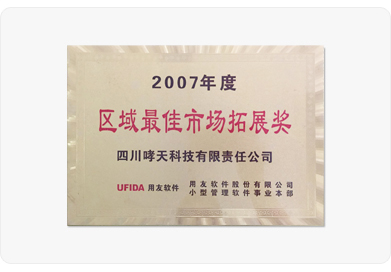 2007年度
区域最佳市场拓展奖
四川哮天科技有限责任公司
UFIDA 用友软件 用友软件股份有限公司
小型管理软件事业本部